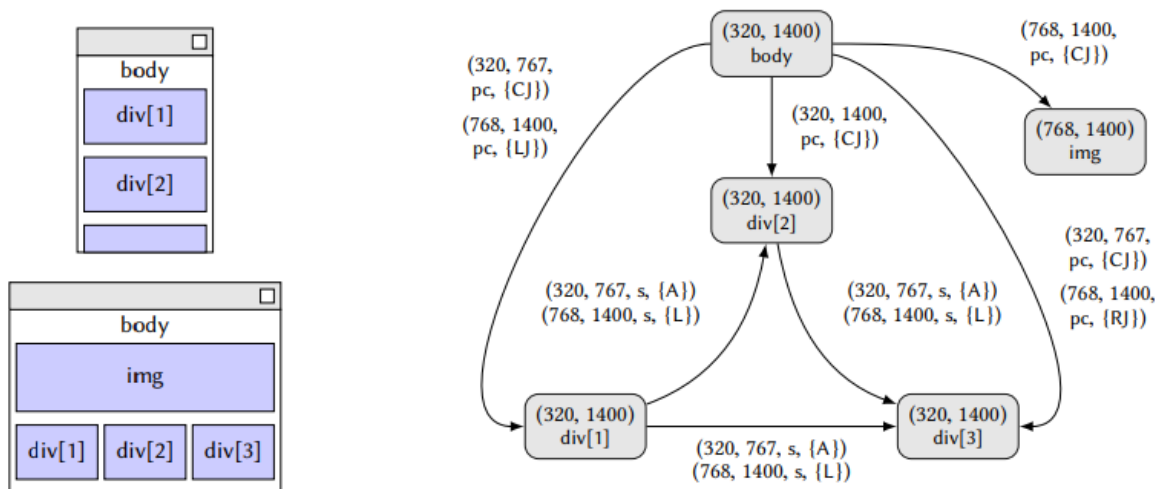 body
div[1]
div[2]
body
img
div[1] div[2] div[3]
(320, 1400)
body
(320, 767,
pc, {CJ})
(768, 1400,
pc, {LJ})
(320, 1400,
pc, {CJ})
(768, 1400,
pc, {CJ})
(768, 1400)
img
(320, 1400)
div[2]
(320, 767,
pc, {CJ})
(768, 1400,
pc, {RJ})
(320, 767, s, {A})
(768, 1400, s, {L})
(320, 767, s, {A})
(768, 1400, s, {L})
(320, 1400)
div[1]
(320, 767, s, {A})
(768, 1400, s, {L})
(320, 1400)
div[3]